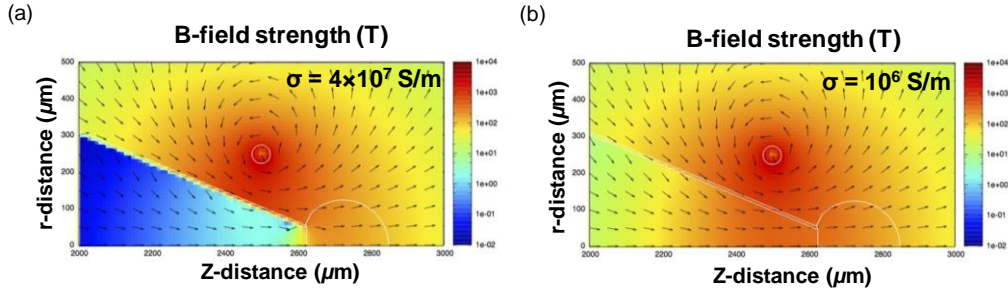 (a)
B-field strength (T)
σ = 4×10⁷ S/m
r-distance (µm)
500
400
300
200
100
0
2000
2200
2400
2600
2800
3000
Z-distance (µm)
1e+04
1e+03
1e+02
1e+01
1e+00
1e-01
1e-02
(b)
B-field strength (T)
σ = 10⁶ S/m
r-distance (µm)
500
400
300
200
100
0
2000
2200
2400
2600
2800
3000
Z-distance (µm)
1e+04
1e+03
1e+02
1e+01
1e+00
1e-01
1e-02